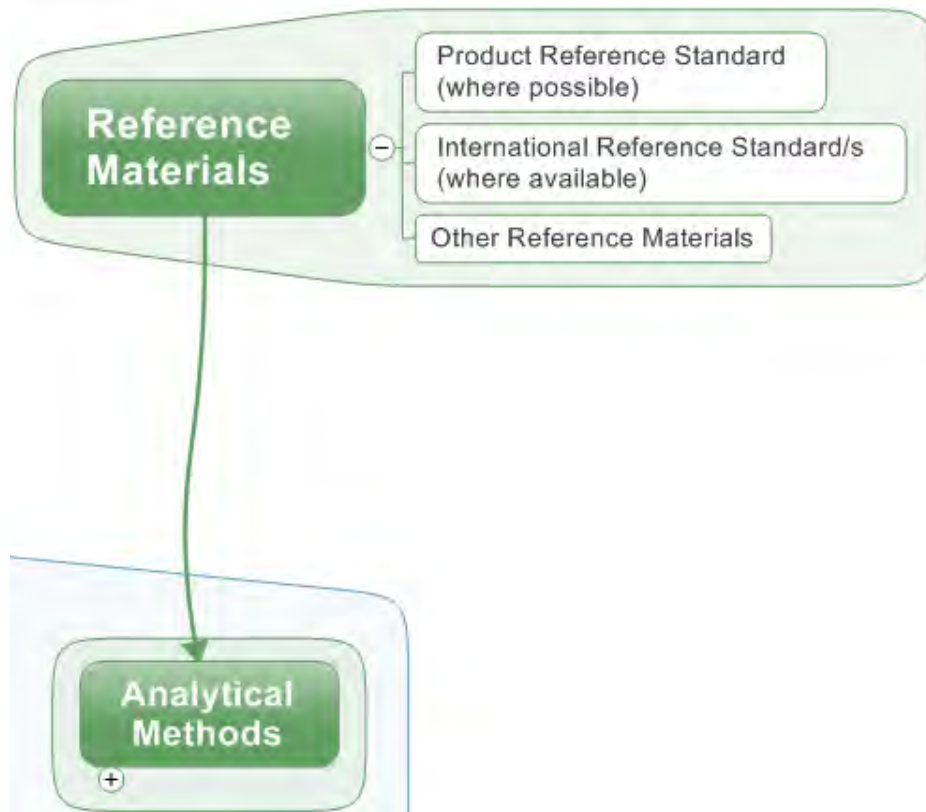 Reference
Materials
Product Reference Standard
(where possible)
International Reference Standard/s
(where available)
Other Reference Materials
Analytical
Methods